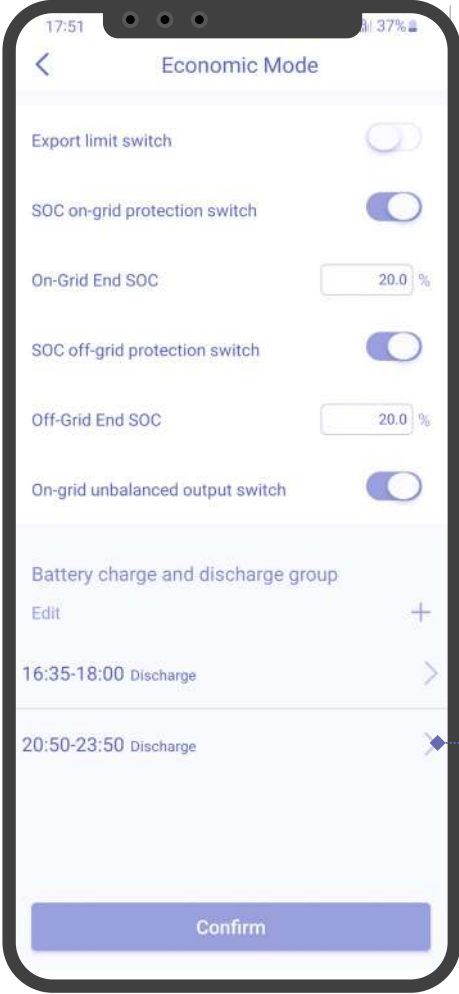 17:51 37%
Economic Mode
Export limit switch
SOC on-grid protection switch
On-Grid End SOC 20.0 %
SOC off-grid protection switch
Off-Grid End SOC 20.0 %
On-grid unbalanced output switch
Battery charge and discharge group
Edit +
16:35-18:00 Discharge
20:50-23:50 Discharge
Confirm